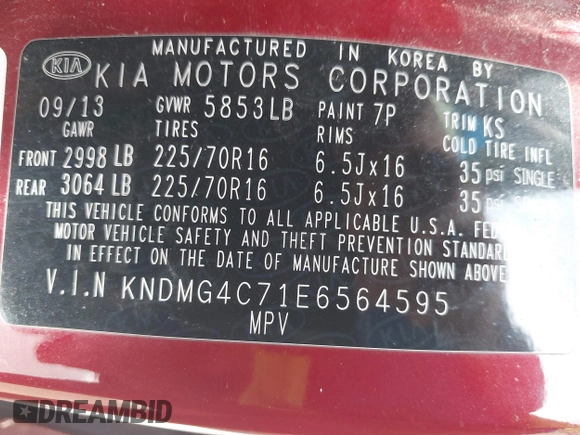 MANUFACTURED IN KOREA BY
KIA KIA MOTORS CORPORATION
09/13 GVWR 5853LB PAINT 7P TRIM KS
GAWR TIRES RIMS COLD TIRE INFL
FRONT 2998 LB 225/70R16 6.5Jx16 35 psi SINGLE
REAR 3064 LB 225/70R16 6.5Jx16 35 psi
THIS VEHICLE CONFORMS TO ALL APPLICABLE U.S.A.
MOTOR VEHICLE SAFETY AND THEFT PREVENTION
IN EFFECT ON THE DATE OF MANUFACTURE SHOWN ABOVE
V.I.N KNDMG4C71E6564595
MPV
DREAMBID